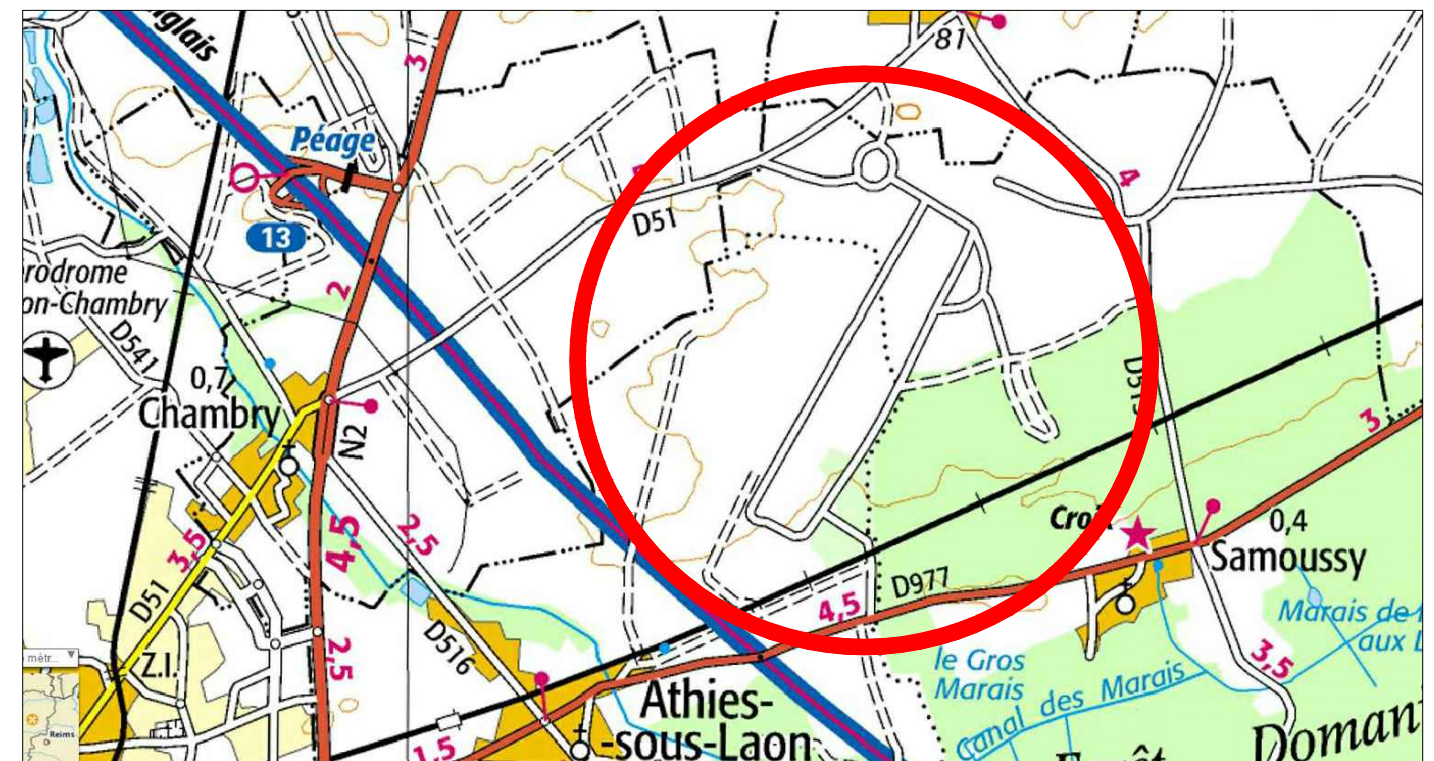 nglais
81
3
Péage
4
D51
13
rodrome
on-Chambry
2
D541
0,7
Chambry
N2
3
4,5
2,5
Croi
0,4
Samoussy
3,5
D977
D51
4,5
Marais de
aux L
Z.I.
2,5
D516
le Gros
Marais
3,5
Canal des Marais
Athies-
-sous-Laon
1,5
Domani
Reims